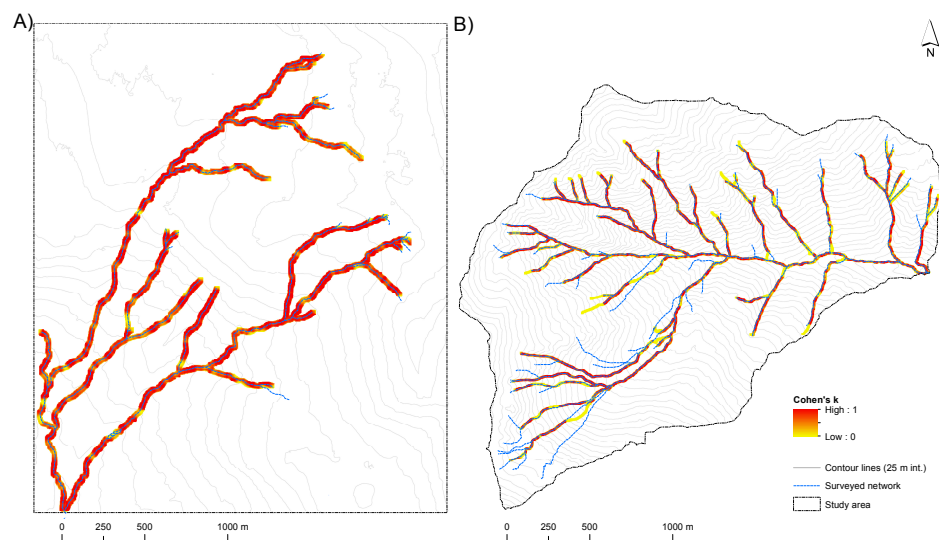 A)
B)
N
Cohen's k
High : 1
Low : 0
Contour lines (25 m int.)
Surveyed network
Study area
0 250 500 1000 m
0 250 500 1000 m